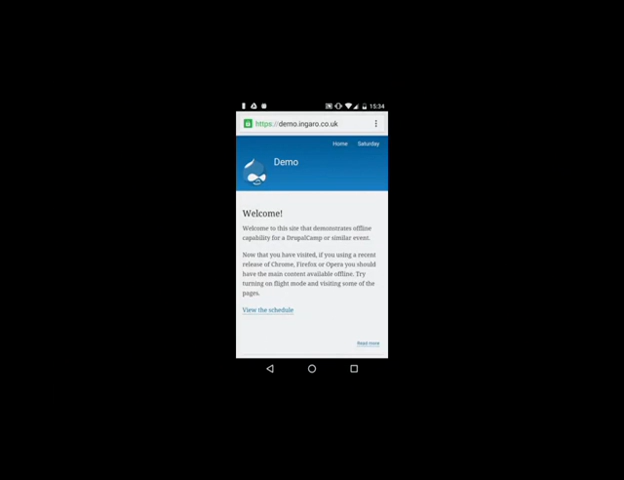 15:34
https://demo.ingaro.co.uk
Home Saturday
Demo
Welcome!
Welcome to this site that demonstrates offline
capability for a DrupalCamp or similar event.
Now that you have visited, if you using a recent
release of Chrome, Firefox or Opera you should
have the main content available offline. Try
turning on flight mode and visiting some of the
pages.
View the schedule
Read more